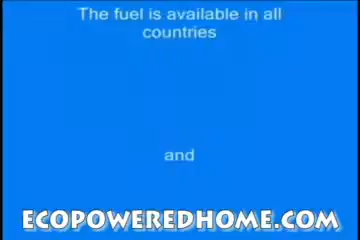 The fuel is available in all
countries
and
ECOPOWEREDHOME.COM